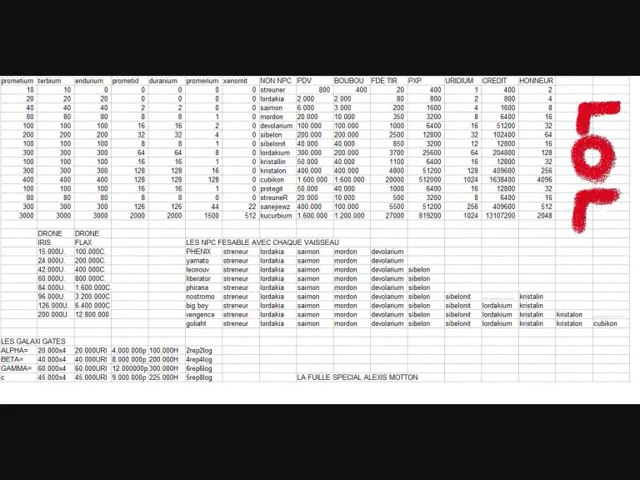 prometium terbium endurium prometid duranium promerium xenomit NON NPC PDV BOUBOU FDE TIR PXP URIDIUM CREDIT HONNEUR
10 10 0 0 0 0 0 streuner 800 400 20 400 1 400 2
20 20 20 0 0 0 0 lordakia 2.000 2.000 80 800 2 800 4
40 40 40 2 2 0 0 saimon 6.000 3.000 200 1600 4 1600 8
80 80 80 8 8 1 0 mordon 20.000 10.000 350 3200 8 6400 16
100 100 100 16 16 2 0 devolarium 100.000 100.000 1000 6400 16 51200 32
200 200 200 32 32 4 0 sibelon 200.000 200.000 2500 12800 32 102400 64
100 100 100 8 8 1 0 sibelonit 40.000 40.000 850 3200 12 12800 16
300 300 300 64 64 8 0 lordakium 300.000 200.000 3700 25600 64 204800 128
100 100 100 16 16 1 0 kristallin 50.000 40.000 1100 6400 16 12800 32
300 300 300 128 128 16 0 kristalon 400.000 400.000 4800 51200 128 409600 256
400 400 400 128 128 0 0 cubikon 1.600.000 1.600.000 20000 512000 1024 1638400 4096
100 100 100 16 16 1 0 protegit 50.000 40.000 1000 6400 16 12800 32
80 80 80 8 8 1 0 streuneR 20.000 10.000 500 3200 8 6400 16
300 300 300 126 126 44 22 sanejiewz 400.000 100.000 5500 51200 256 409600 512
3000 3000 3000 2000 2000 1500 512 kucurbium 1.600.000 1.200.000 27000 819200 1024 13107200 2048
LOL
DRONE DRONE
IRIS FLAX LES NPC FESABLE AVEC CHAQUE VAISSEAU
15.000U. 100.000C. PHENIX streneur lordakia saimon mordon devolarium
24.000U. 200.000C. yamato streneur lordakia saimon mordon devolarium
42.000U. 400.000C. leonouv streneur lordakia saimon mordon devolarium sibelon
60.000U. 800.000C. liberator streneur lordakia saimon mordon devolarium sibelon
84.000U. 1.600.000C. phirana streneur lordakia saimon mordon devolarium sibelon
96.000U. 3.200.000C. nostromo streneur lordakia saimon mordon devolarium sibelon sibelonit ............... kristalin
126.000U. 6.400.000C big boy streneur lordakia saimon mordon devolarium sibelon sibelonit lordakium kristalin
200.000U. 12.800.000 vengence streneur lordakia saimon mordon devolarium sibelon sibelonit lordakium kristalin kristalon ...............
goliaht streneur lordakia saimon mordon devolarium sibelon sibelonit lordakium kristalin kristalon cubikon
LES GALAXI GATES
ALPHA= 20.000x4 20.000URI 4.000.000p 100.000H 2rep2log
BETA= 40.000x4 40.000URI 8.000.000p 200.000H 4rep4log
GAMMA= 60.000x4 60.000URI 12.000000p 300.000H 6rep6log
c 45.000x4 45.000URI 9.000.000p 225.000H 5rep8log LA FUILLE SPECIAL ALEXIS MOTTON